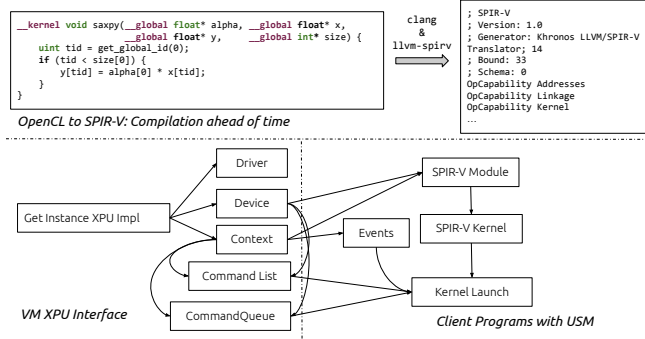 __kernel void saxpy(__global float* alpha, __global float* x,
__global float* y, __global int* size) {
uint tid = get_global_id(0);
if (tid < size[0]) {
y[tid] = alpha[0] * x[tid];
}
}
OpenCL to SPIR-V: Compilation ahead of time
clang
&
llvm-spirv
; SPIR-V
; Version: 1.0
; Generator: Khronos LLVM/SPIR-V
Translator; 14
; Bound: 33
; Schema: 0
OpCapability Addresses
OpCapability Linkage
OpCapability Kernel
...
Get Instance XPU Impl
Driver
Device
Context
Command List
CommandQueue
VM XPU Interface
Events
SPIR-V Module
SPIR-V Kernel
Kernel Launch
Client Programs with USM